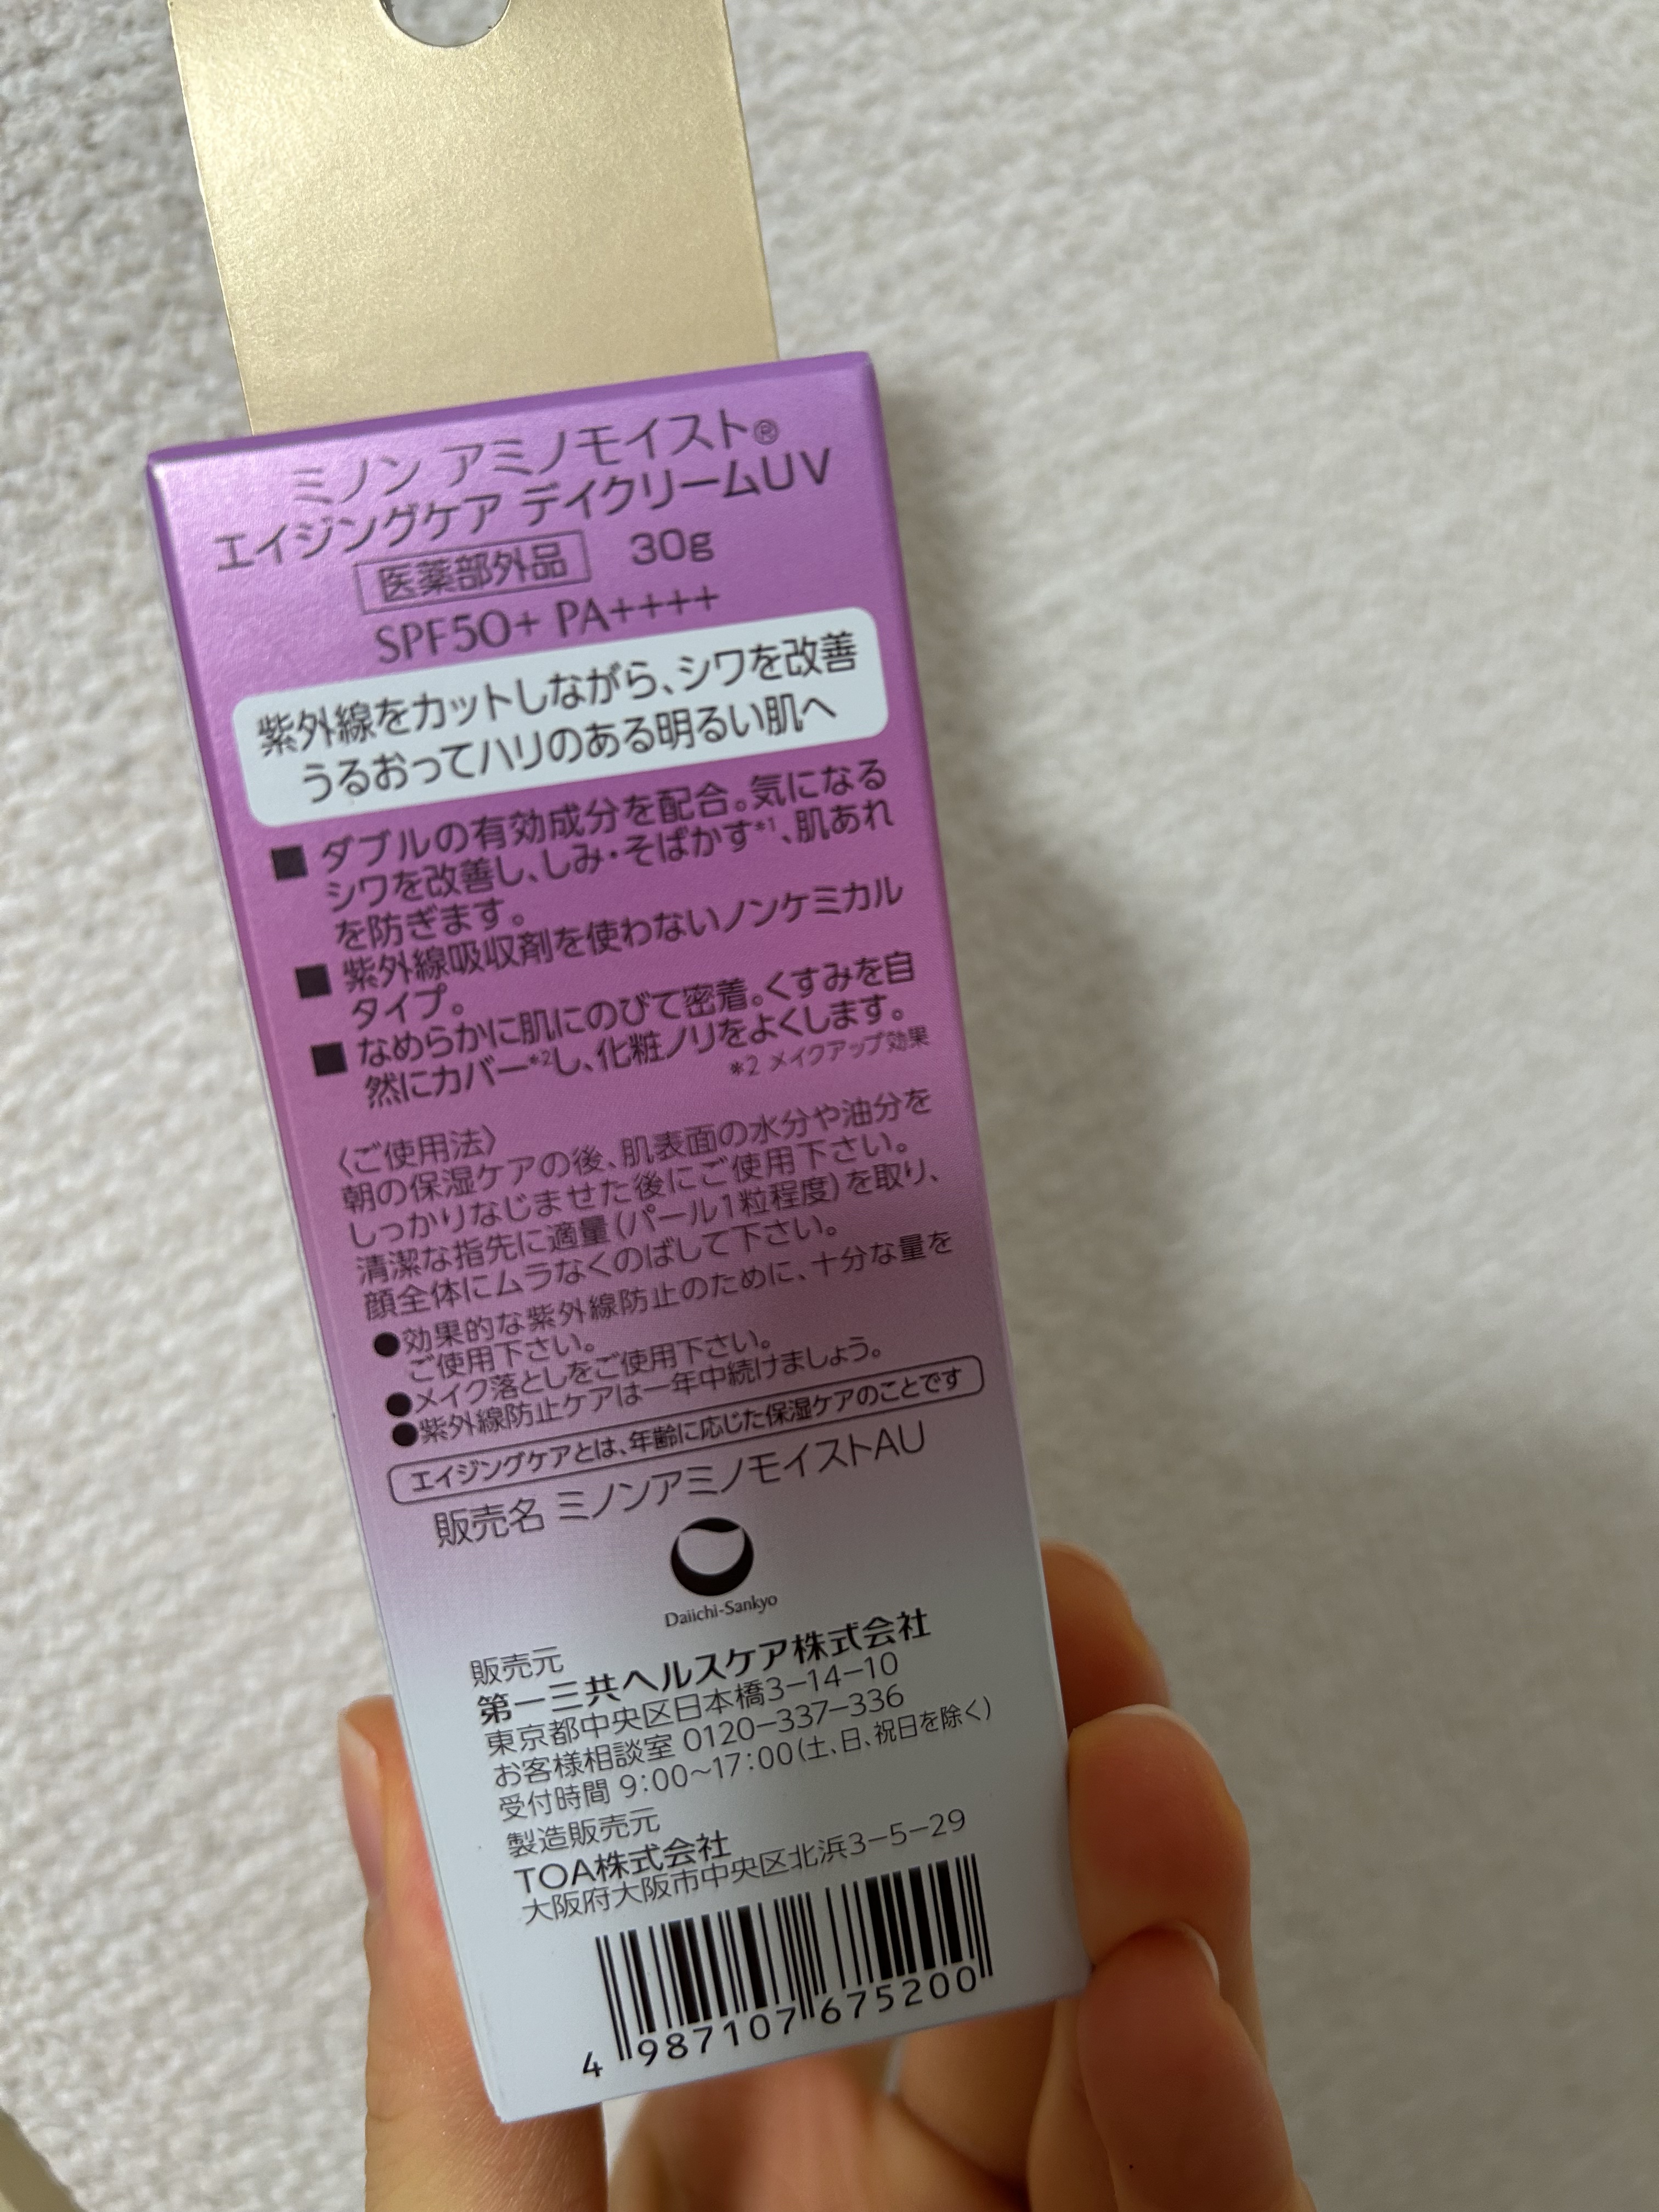 ミノン アミノモイスト®
エイジングケア デイクリームUV
医薬部外品 30g
SPF50+ PA++++
紫外線をカットしながら、シワを改善
うるおってハリのある明るい肌へ
■ ダブルの有効成分を配合。気になる
シワを改善し、しみ・そばかす*1、肌あれ
を防ぎます。
■ 紫外線吸収剤を使わないノンケミカル
タイプ。
■ なめらかに肌にのびて密着。くすみを自
然にカバー*2し、化粧ノリをよくします。
*2 メイクアップ効果
〈ご使用法〉
朝の保湿ケアの後、肌表面の水分や油分を
しっかりなじませた後にご使用下さい。
清潔な指先に適量(パール1粒程度)を取り、
顔全体にムラなくのばして下さい。
●効果的な紫外線防止のために、十分な量を
ご使用下さい。
●メイク落としをご使用下さい。
●紫外線防止ケアは一年中続けましょう。
エイジングケアとは、年齢に応じた保湿ケアのことです
販売名 ミノンアミノモイストAU
Daiichi-Sankyo
販売元
第一三共ヘルスケア株式会社
東京都中央区日本橋3-14-10
お客様相談室 0120-337-336
受付時間 9:00~17:00(土、日、祝日を除く)
製造販売元
TOA株式会社
大阪府大阪市中央区北浜3-5-29
4 987107 675200